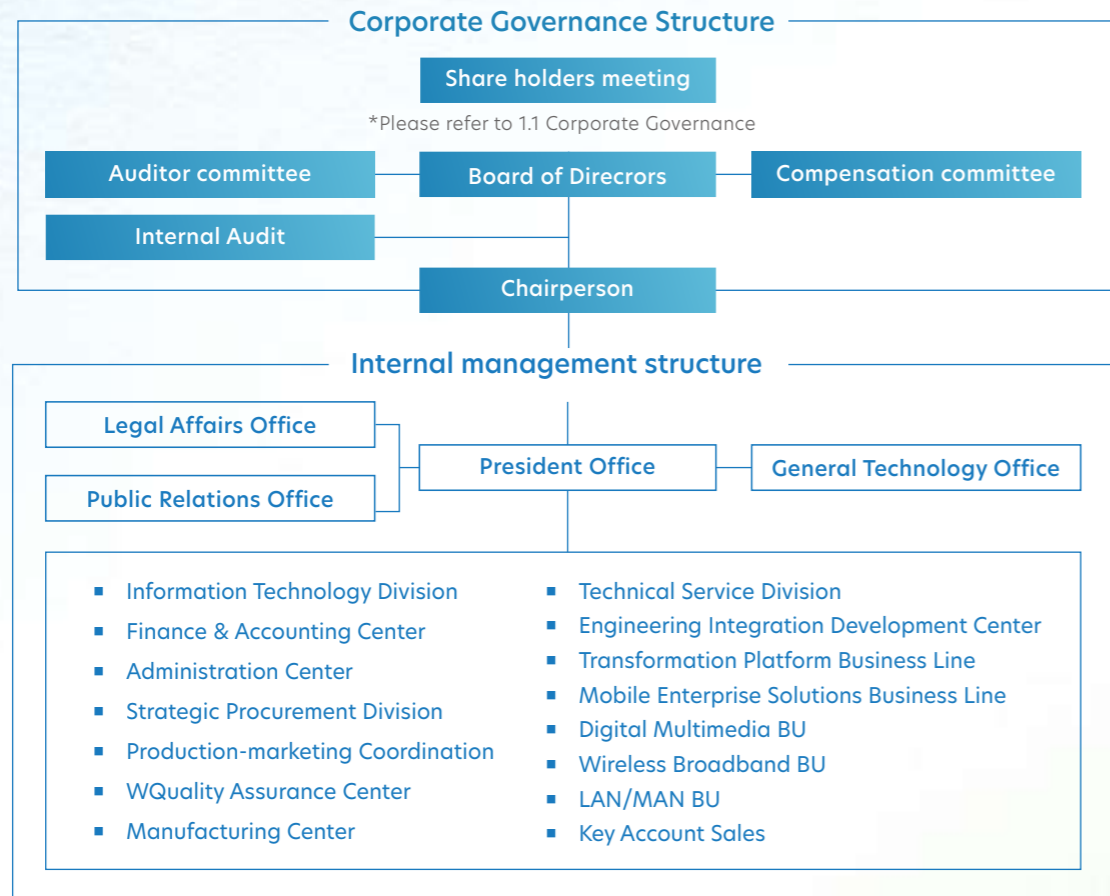 Corporate Governance Structure
Share holders meeting
*Please refer to 1.1 Corporate Governance
Auditor committee
Board of Direcrors
Compensation committee
Internal Audit
Chairperson
Internal management structure
Legal Affairs Office
President Office
General Technology Office
Public Relations Office
▪ Information Technology Division
▪ Finance & Accounting Center
▪ Administration Center
▪ Strategic Procurement Division
▪ Production-marketing Coordination
▪ WQuality Assurance Center
▪ Manufacturing Center
▪ Technical Service Division
▪ Engineering Integration Development Center
▪ Transformation Platform Business Line
▪ Mobile Enterprise Solutions Business Line
▪ Digital Multimedia BU
▪ Wireless Broadband BU
▪ LAN/MAN BU
▪ Key Account Sales